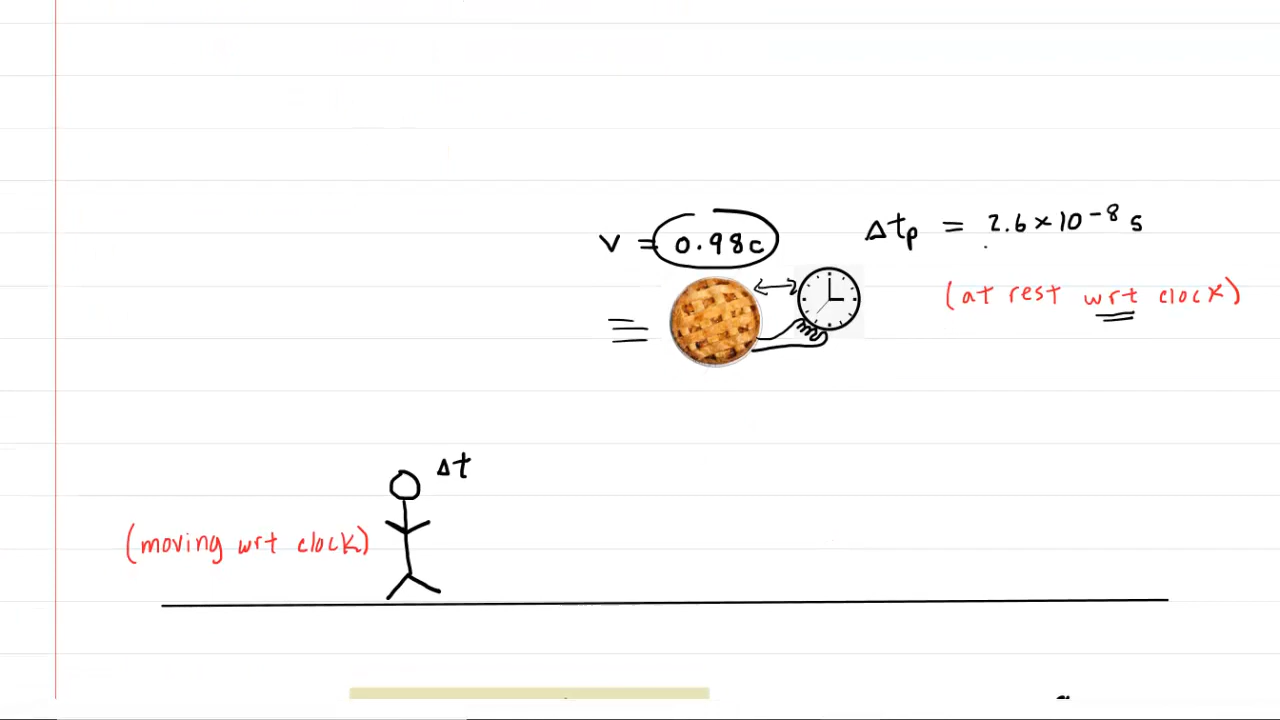 v = 0.98c
Δtₚ = 2.6 × 10⁻⁸ s
(at rest wrt clock)
Δt
(moving wrt clock)